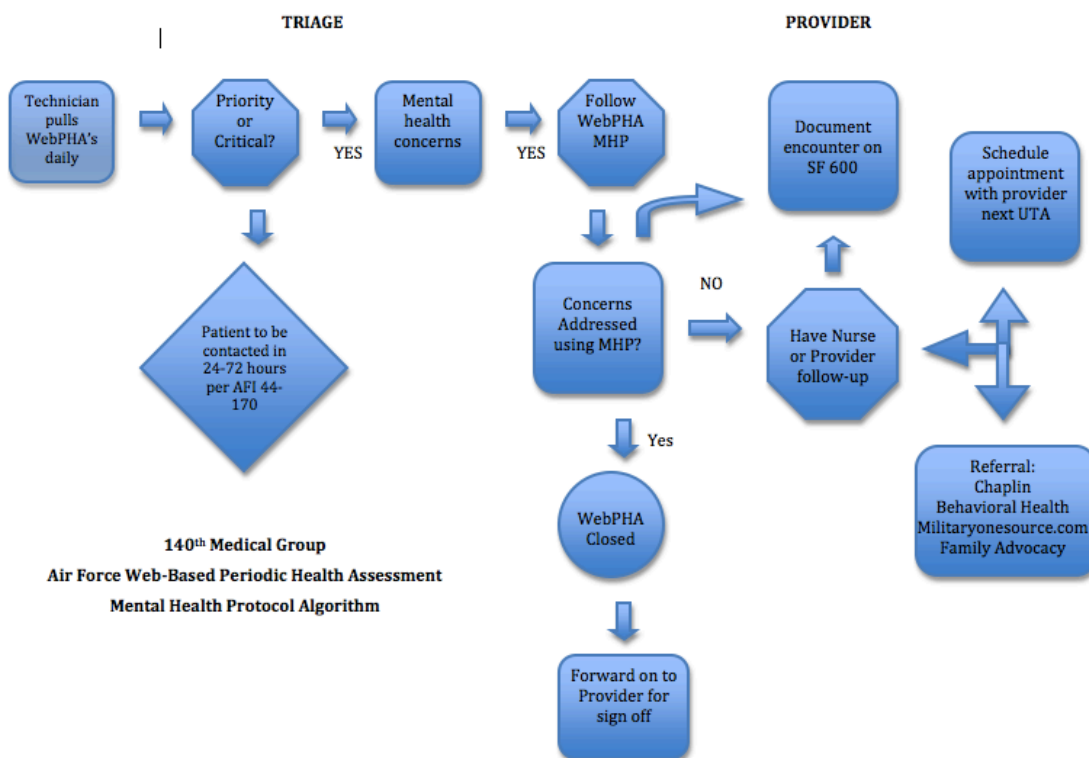 TRIAGE
PROVIDER
Technician
pulls
WebPHA's
daily
Priority
or
Critical?
YES
Mental
health
concerns
YES
Follow
WebPHA
MHP
Document
encounter on
SF 600
Schedule
appointment
with provider
next UTA
Patient to be
contacted in
24-72 hours
per AFI 44-
170
Concerns
Addressed
using MHP?
NO
Have Nurse
or Provider
follow-up
Yes
WebPHA
Closed
Referral:
Chaplin
Behavioral Health
Militaryonesource.com
Family Advocacy
140th Medical Group
Air Force Web-Based Periodic Health Assessment
Mental Health Protocol Algorithm
Forward on to
Provider for
sign off